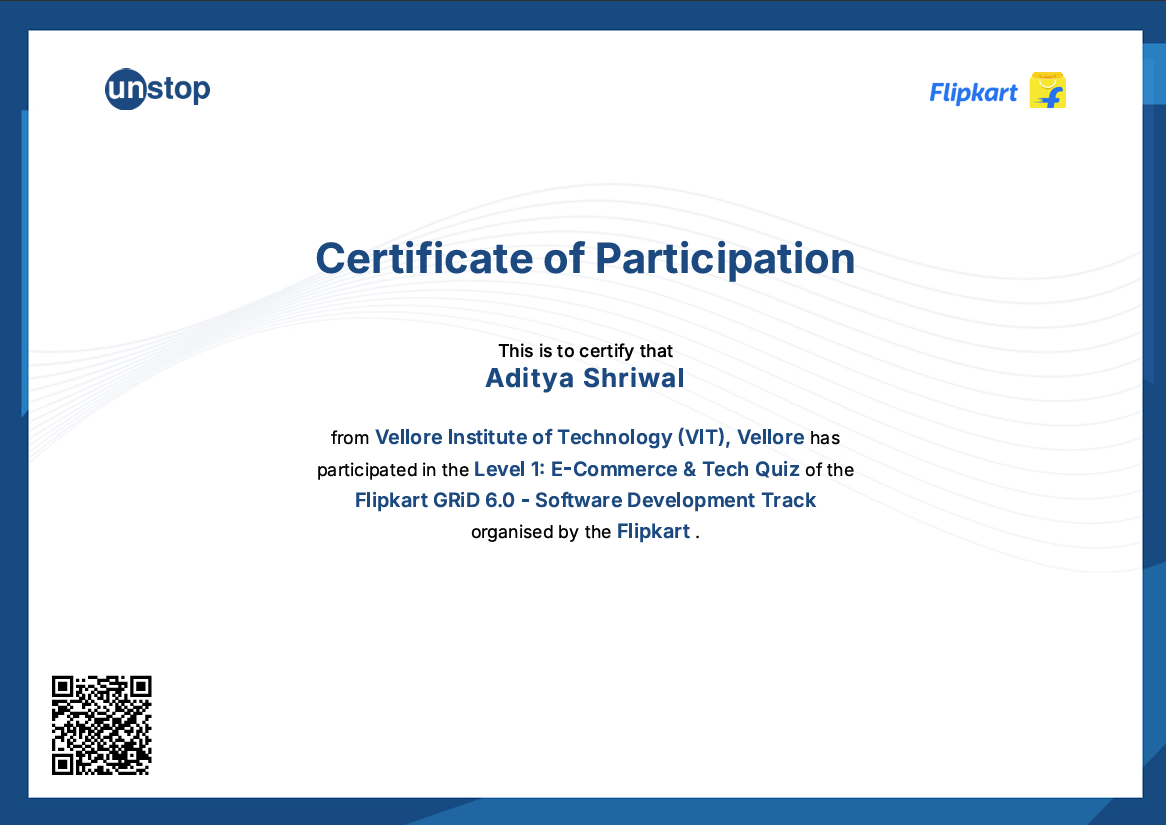 unstop
Flipkart
Certificate of Participation
This is to certify that
Aditya Shriwal
from Vellore Institute of Technology (VIT), Vellore has
participated in the Level 1: E-Commerce & Tech Quiz of the
Flipkart GRiD 6.0 - Software Development Track
organised by the Flipkart .